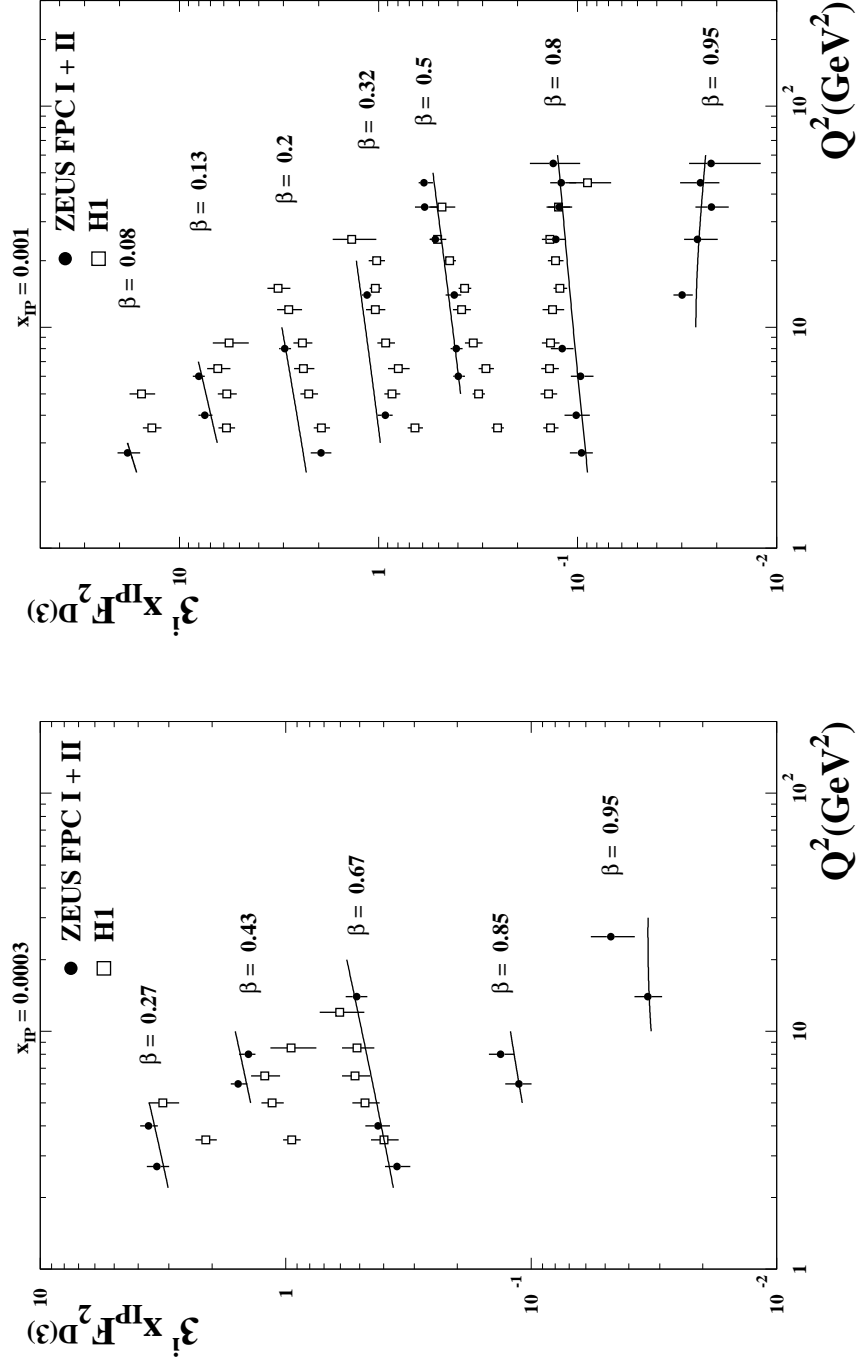 x_IP = 0.0003
ZEUS FPC I + II
H1
β = 0.27
β = 0.43
β = 0.67
β = 0.85
β = 0.95
3^i x_IP F_2^D(3)
10
1
10^-1
10^-2
1
10
10^2
Q^2(GeV^2)
x_IP = 0.001
ZEUS FPC I + II
H1
β = 0.08
β = 0.13
β = 0.2
β = 0.32
β = 0.5
β = 0.8
β = 0.95
3^i x_IP F_2^D(3)
10
1
10^-1
10^-2
1
10
10^2
Q^2(GeV^2)